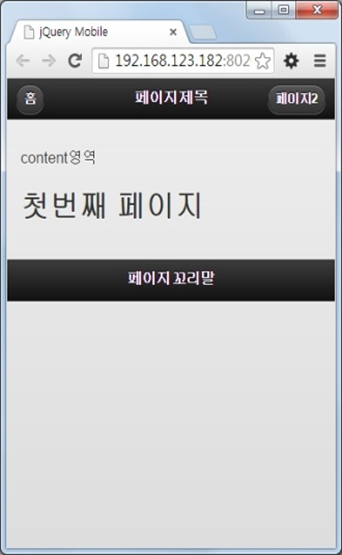 jQuery Mobile
192.168.123.182:802
홈 페이지제목 페이지2
content영역
첫번째 페이지
페이지 꼬리말